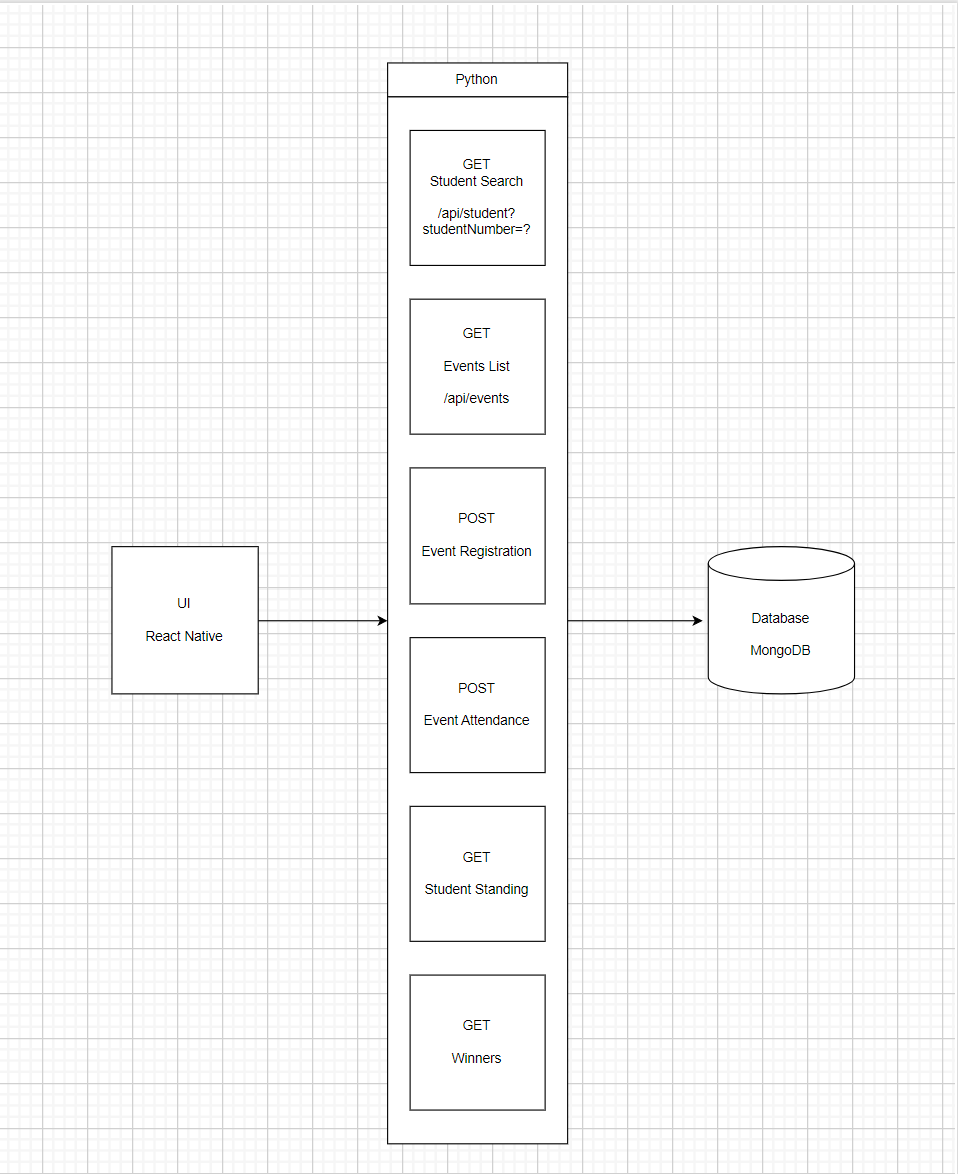 Python
GET
Student Search
/api/student?
studentNumber=?
GET
Events List
/api/events
POST
Event Registration
UI
React Native
Database
MongoDB
POST
Event Attendance
GET
Student Standing
GET
Winners